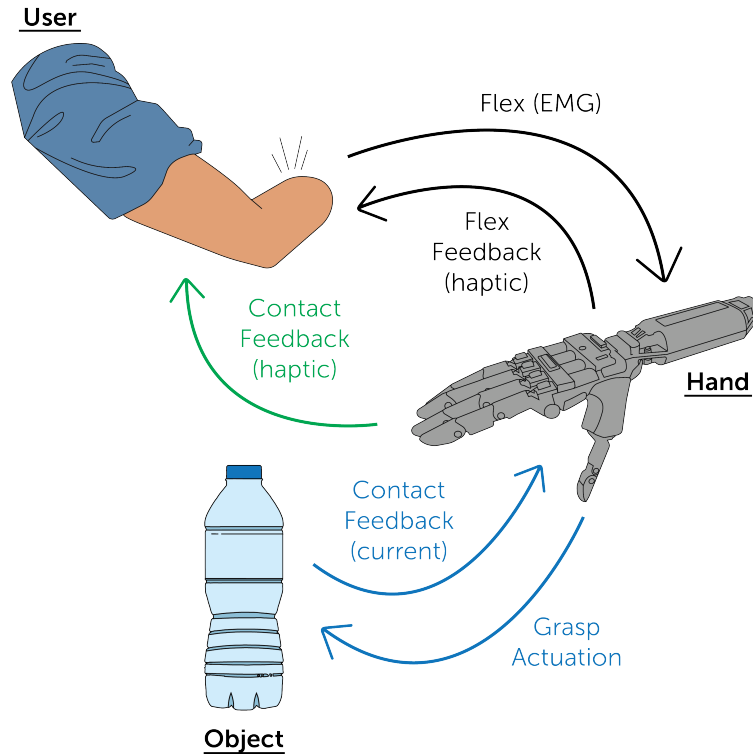 User
Flex (EMG)
Flex
Feedback
(haptic)
Contact
Feedback
(haptic)
Hand
Contact
Feedback
(current)
Grasp
Actuation
Object